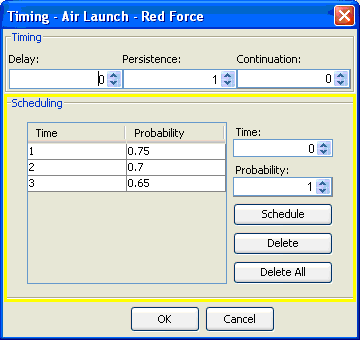 Timing - Air Launch - Red Force
Timing
Delay: Persistence: Continuation:
0 1 0
Scheduling
Time Probability
1 0.75
2 0.7
3 0.65
Time:
0
Probability:
1
Schedule
Delete
Delete All
OK Cancel